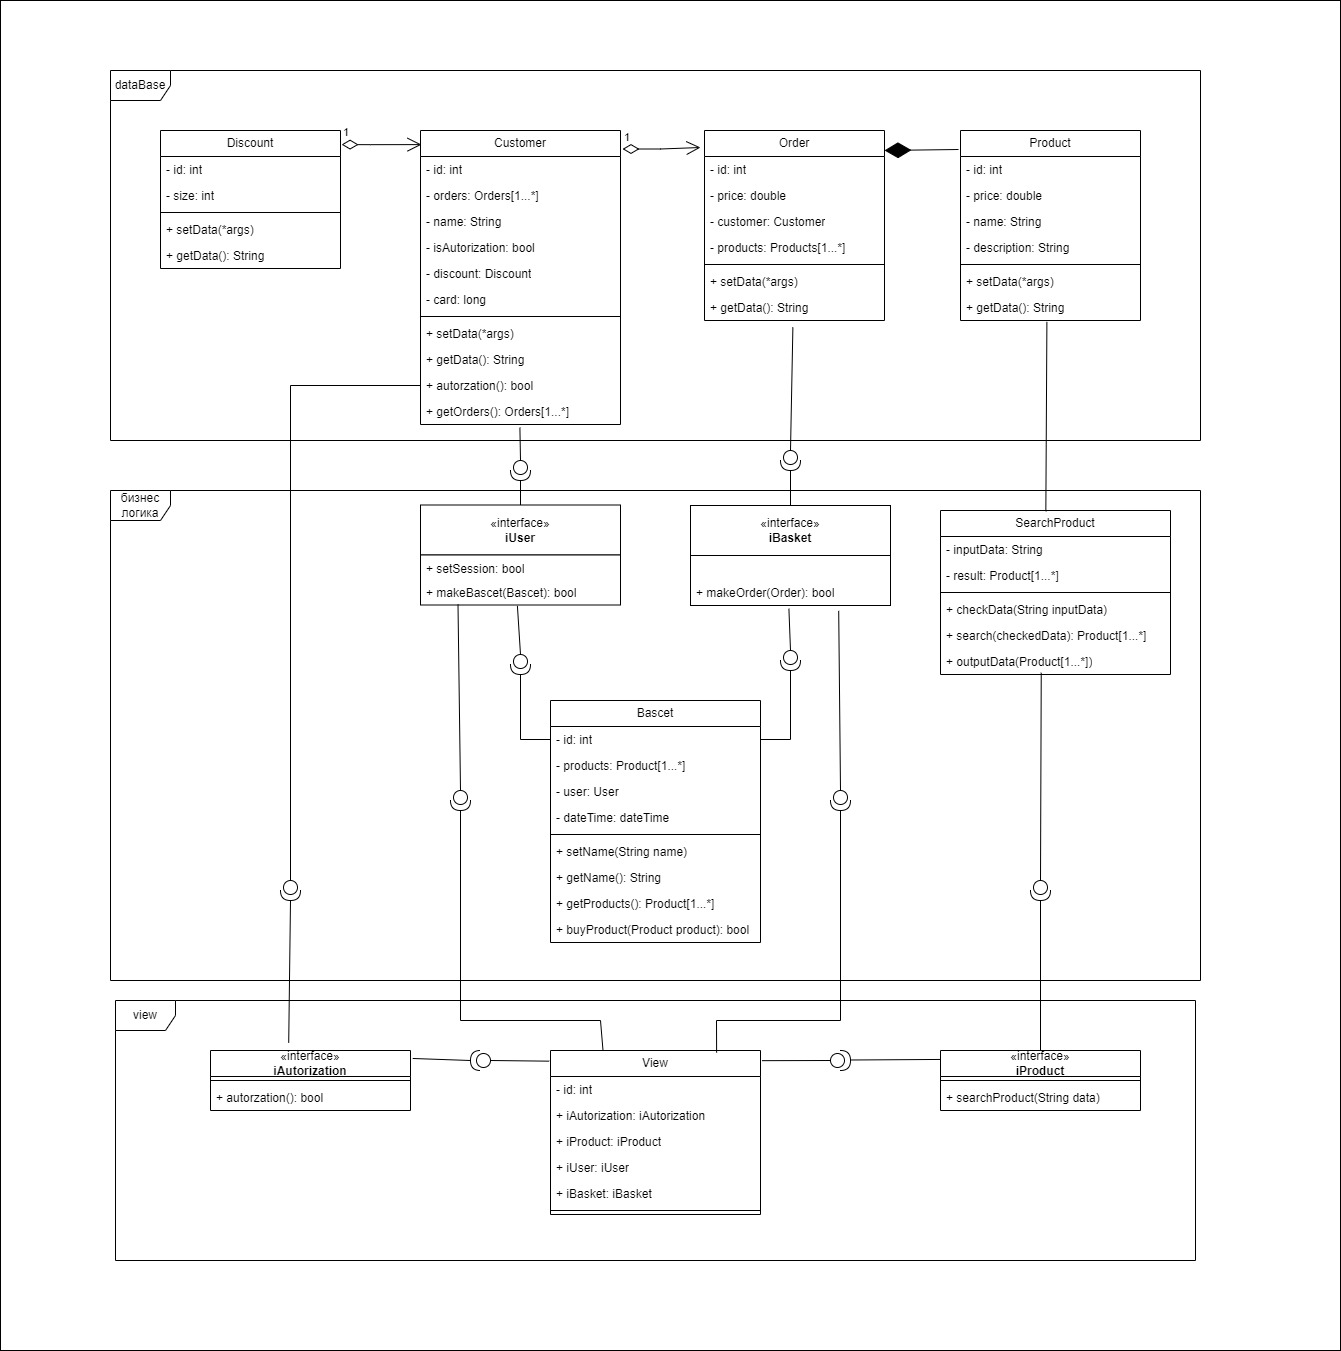 dataBase
1
1
Discount
- id: int
- size: int
+ setData(*args)
+ getData(): String
Customer
- id: int
- orders: Orders[1...*]
- name: String
- isAutorization: bool
- discount: Discount
- card: long
+ setData(*args)
+ getData(): String
+ autorzation(): bool
+ getOrders(): Orders[1...*]
Order
- id: int
- price: double
- customer: Customer
- products: Products[1...*]
+ setData(*args)
+ getData(): String
Product
- id: int
- price: double
- name: String
- description: String
+ setData(*args)
+ getData(): String
бизнес
логика
«interface»
iUser
+ setSession: bool
+ makeBascet(Bascet): bool
«interface»
iBasket
+ makeOrder(Order): bool
SearchProduct
- inputData: String
- result: Product[1...*]
+ checkData(String inputData)
+ search(checkedData): Product[1...*]
+ outputData(Product[1...*])
Bascet
- id: int
- products: Product[1...*]
- user: User
- dateTime: dateTime
+ setName(String name)
+ getName(): String
+ getProducts(): Product[1...*]
+ buyProduct(Product product): bool
view
«interface»
iAutorization
+ autorzation(): bool
View
- id: int
+ iAutorization: iAutorization
+ iProduct: iProduct
+ iUser: iUser
+ iBasket: iBasket
«interface»
iProduct
+ searchProduct(String data)